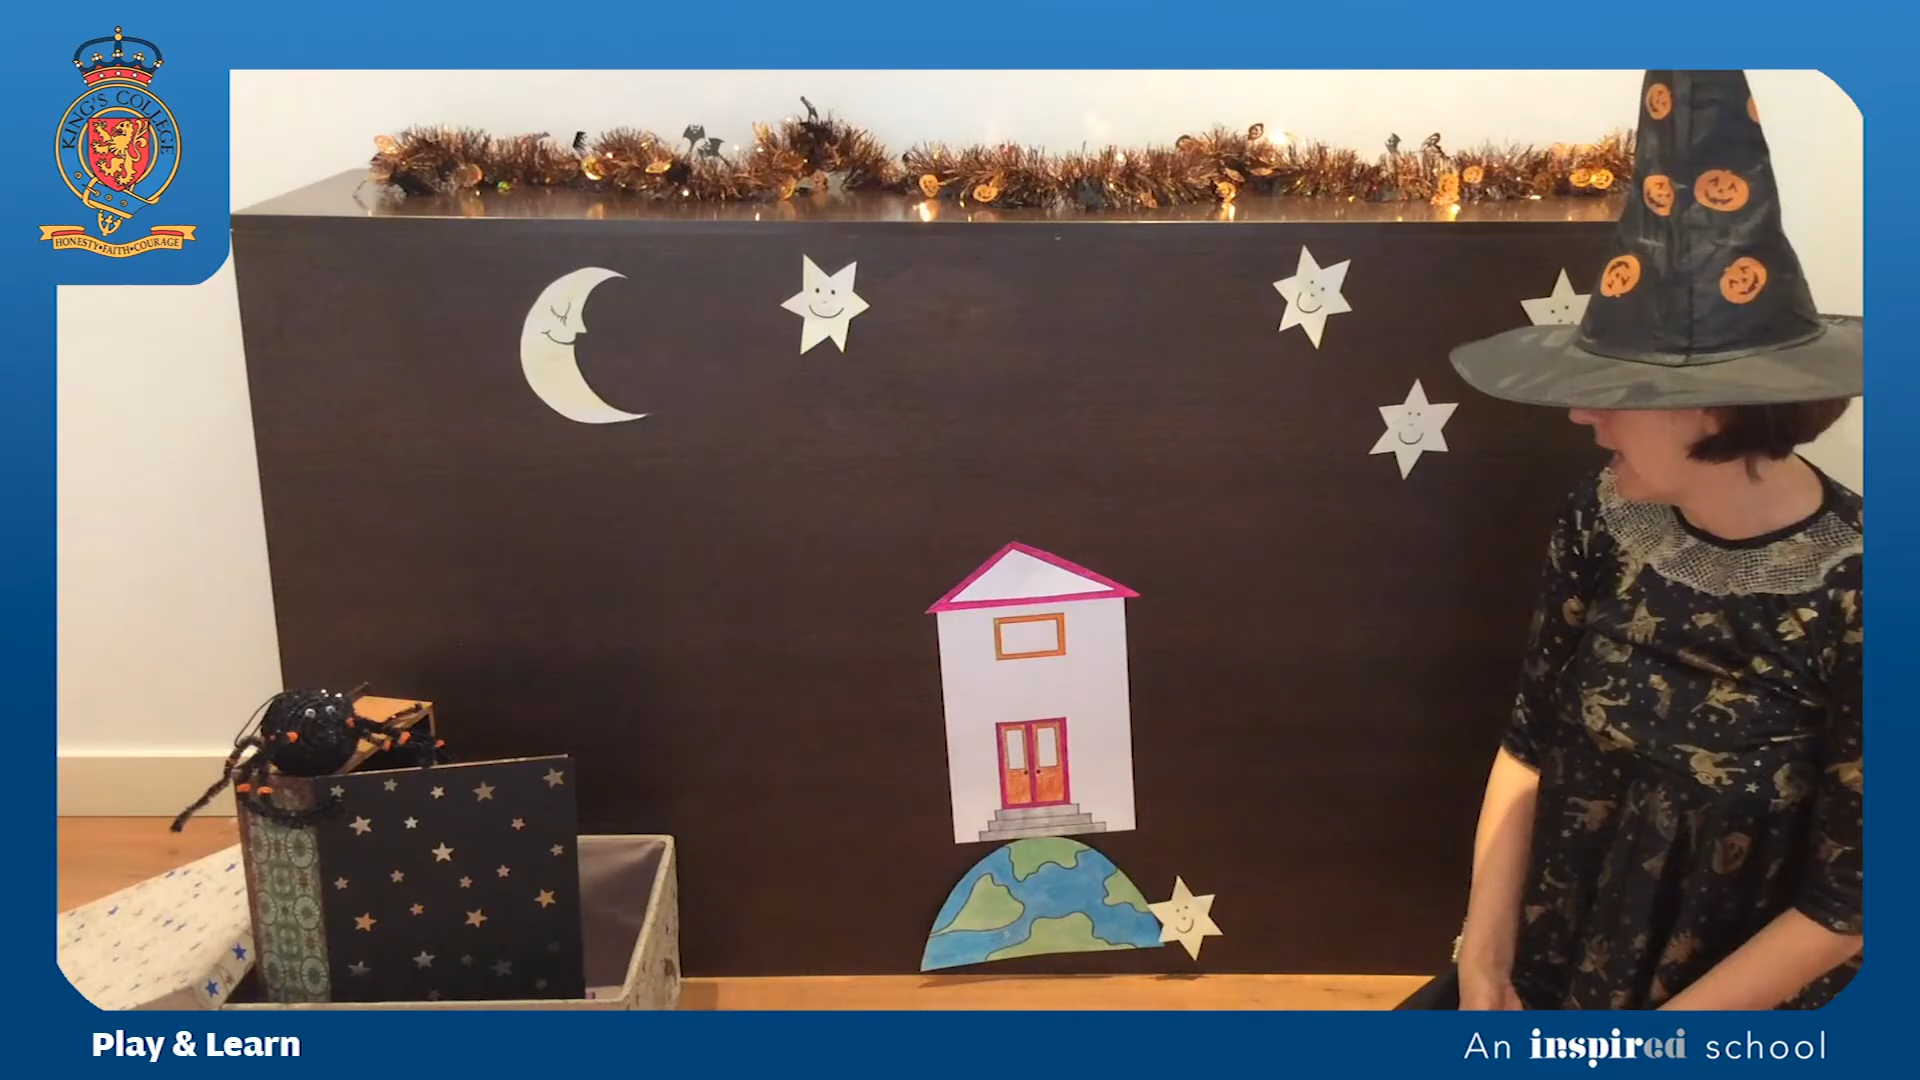 KING'S COLLEGE
HONESTY•FAITH•COURAGE
Play & Learn
An inspired school